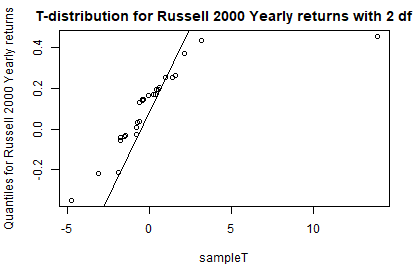 T-distribution for Russell 2000 Yearly returns with 2 df
Quantiles for Russell 2000 Yearly returns
0.4
0.2
0.0
-0.2
-5
0
5
10
sampleT